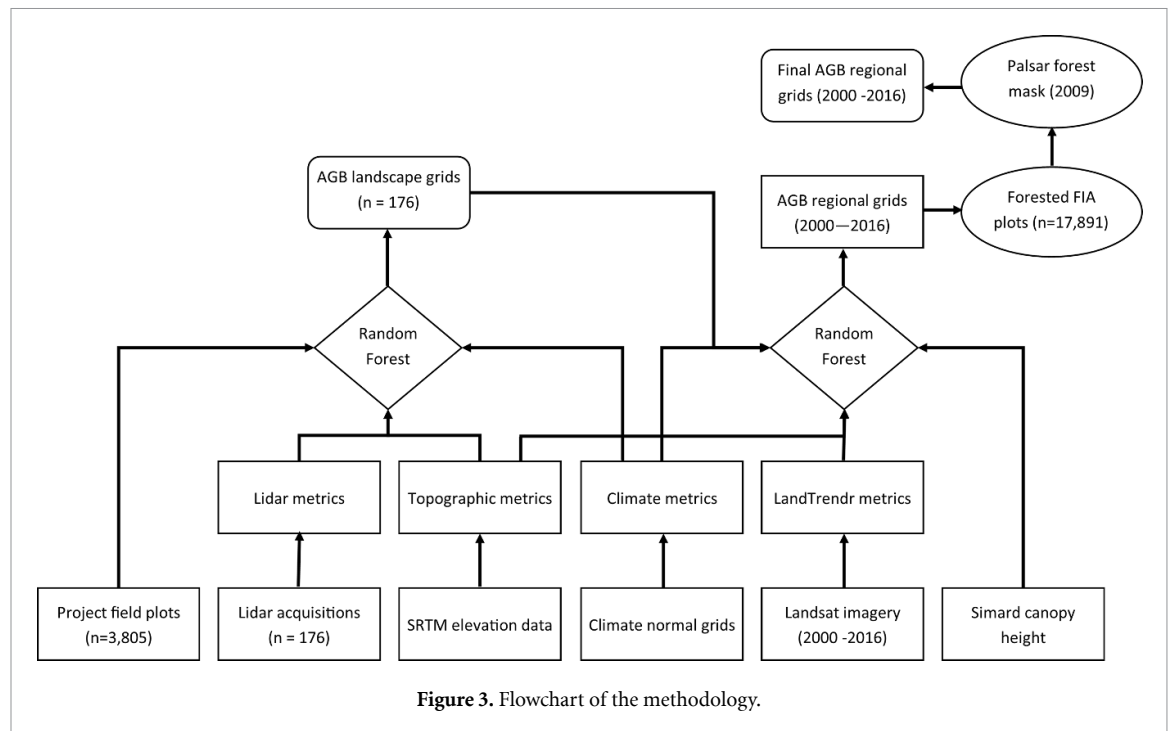 Final AGB regional
grids (2000 -2016)
Palsar forest
mask (2009)
AGB landscape grids
(n = 176)
AGB regional grids
(2000—2016)
Forested FIA
plots (n=17,891)
Random
Forest
Random
Forest
Lidar metrics
Topographic metrics
Climate metrics
LandTrendr metrics
Project field plots
(n=3,805)
Lidar acquisitions
(n = 176)
SRTM elevation data
Climate normal grids
Landsat imagery
(2000 -2016)
Simard canopy
height
Figure 3. Flowchart of the methodology.